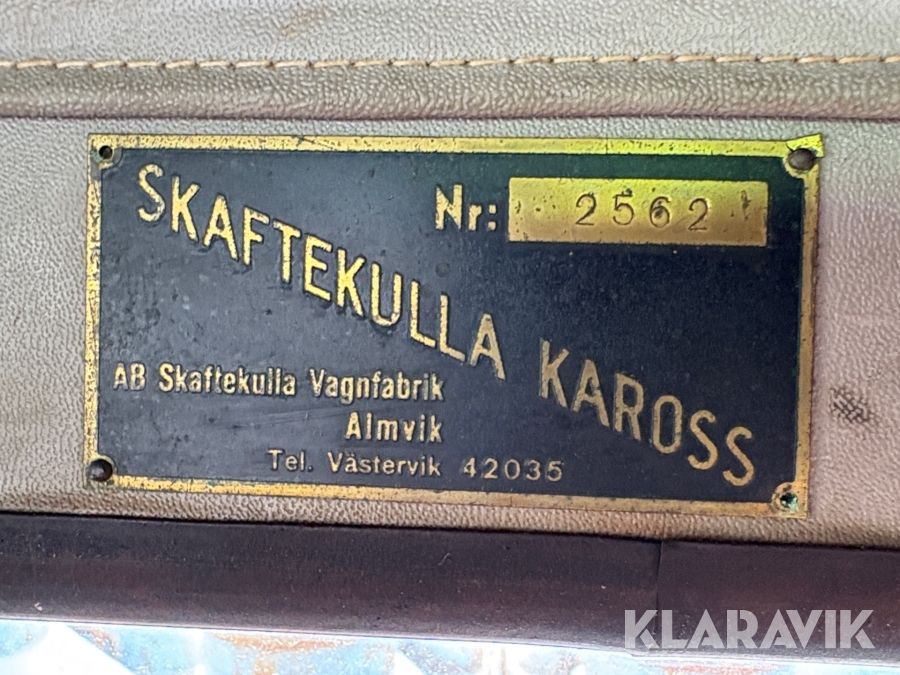 Nr: 2562
SKAFTEKULLA KAROSS
AB Skaftekulla Vagnfabrik
Almvik
Tel. Västervik 42035
KLARAVIK